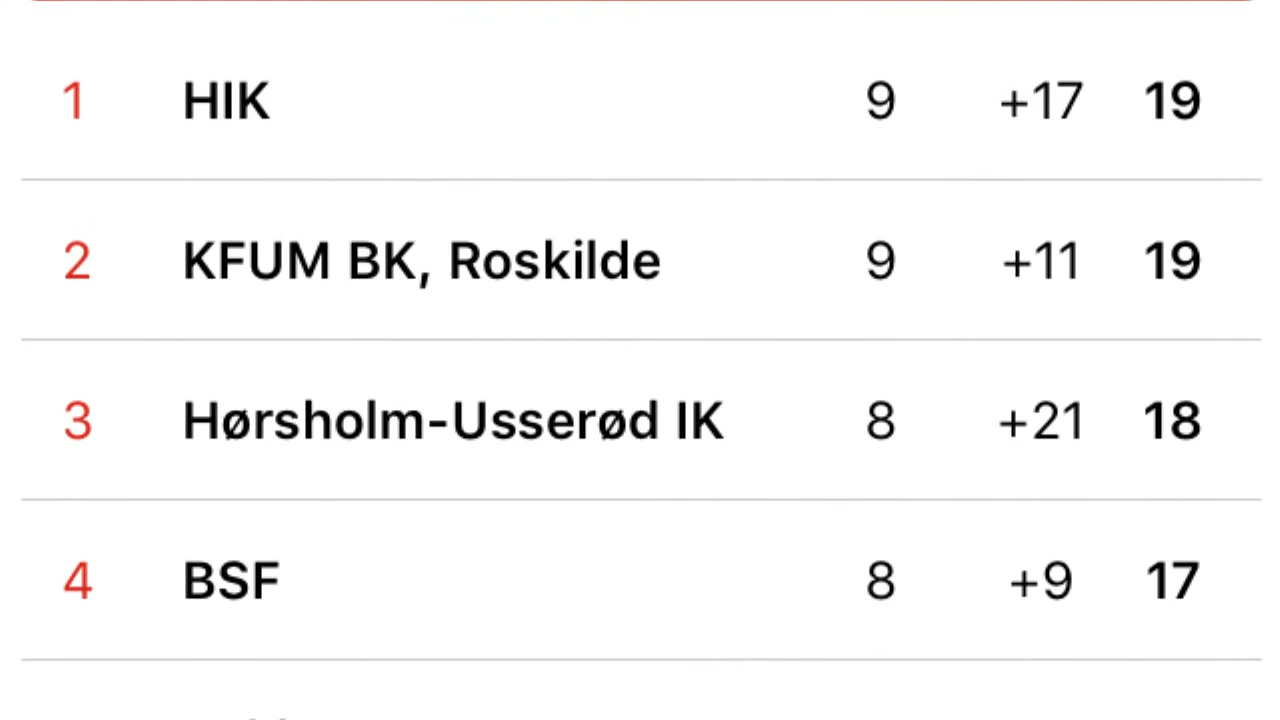 1 HIK 9 +17 19
2 KFUM BK, Roskilde 9 +11 19
3 Hørsholm-Usserød IK 8 +21 18
4 BSF 8 +9 17